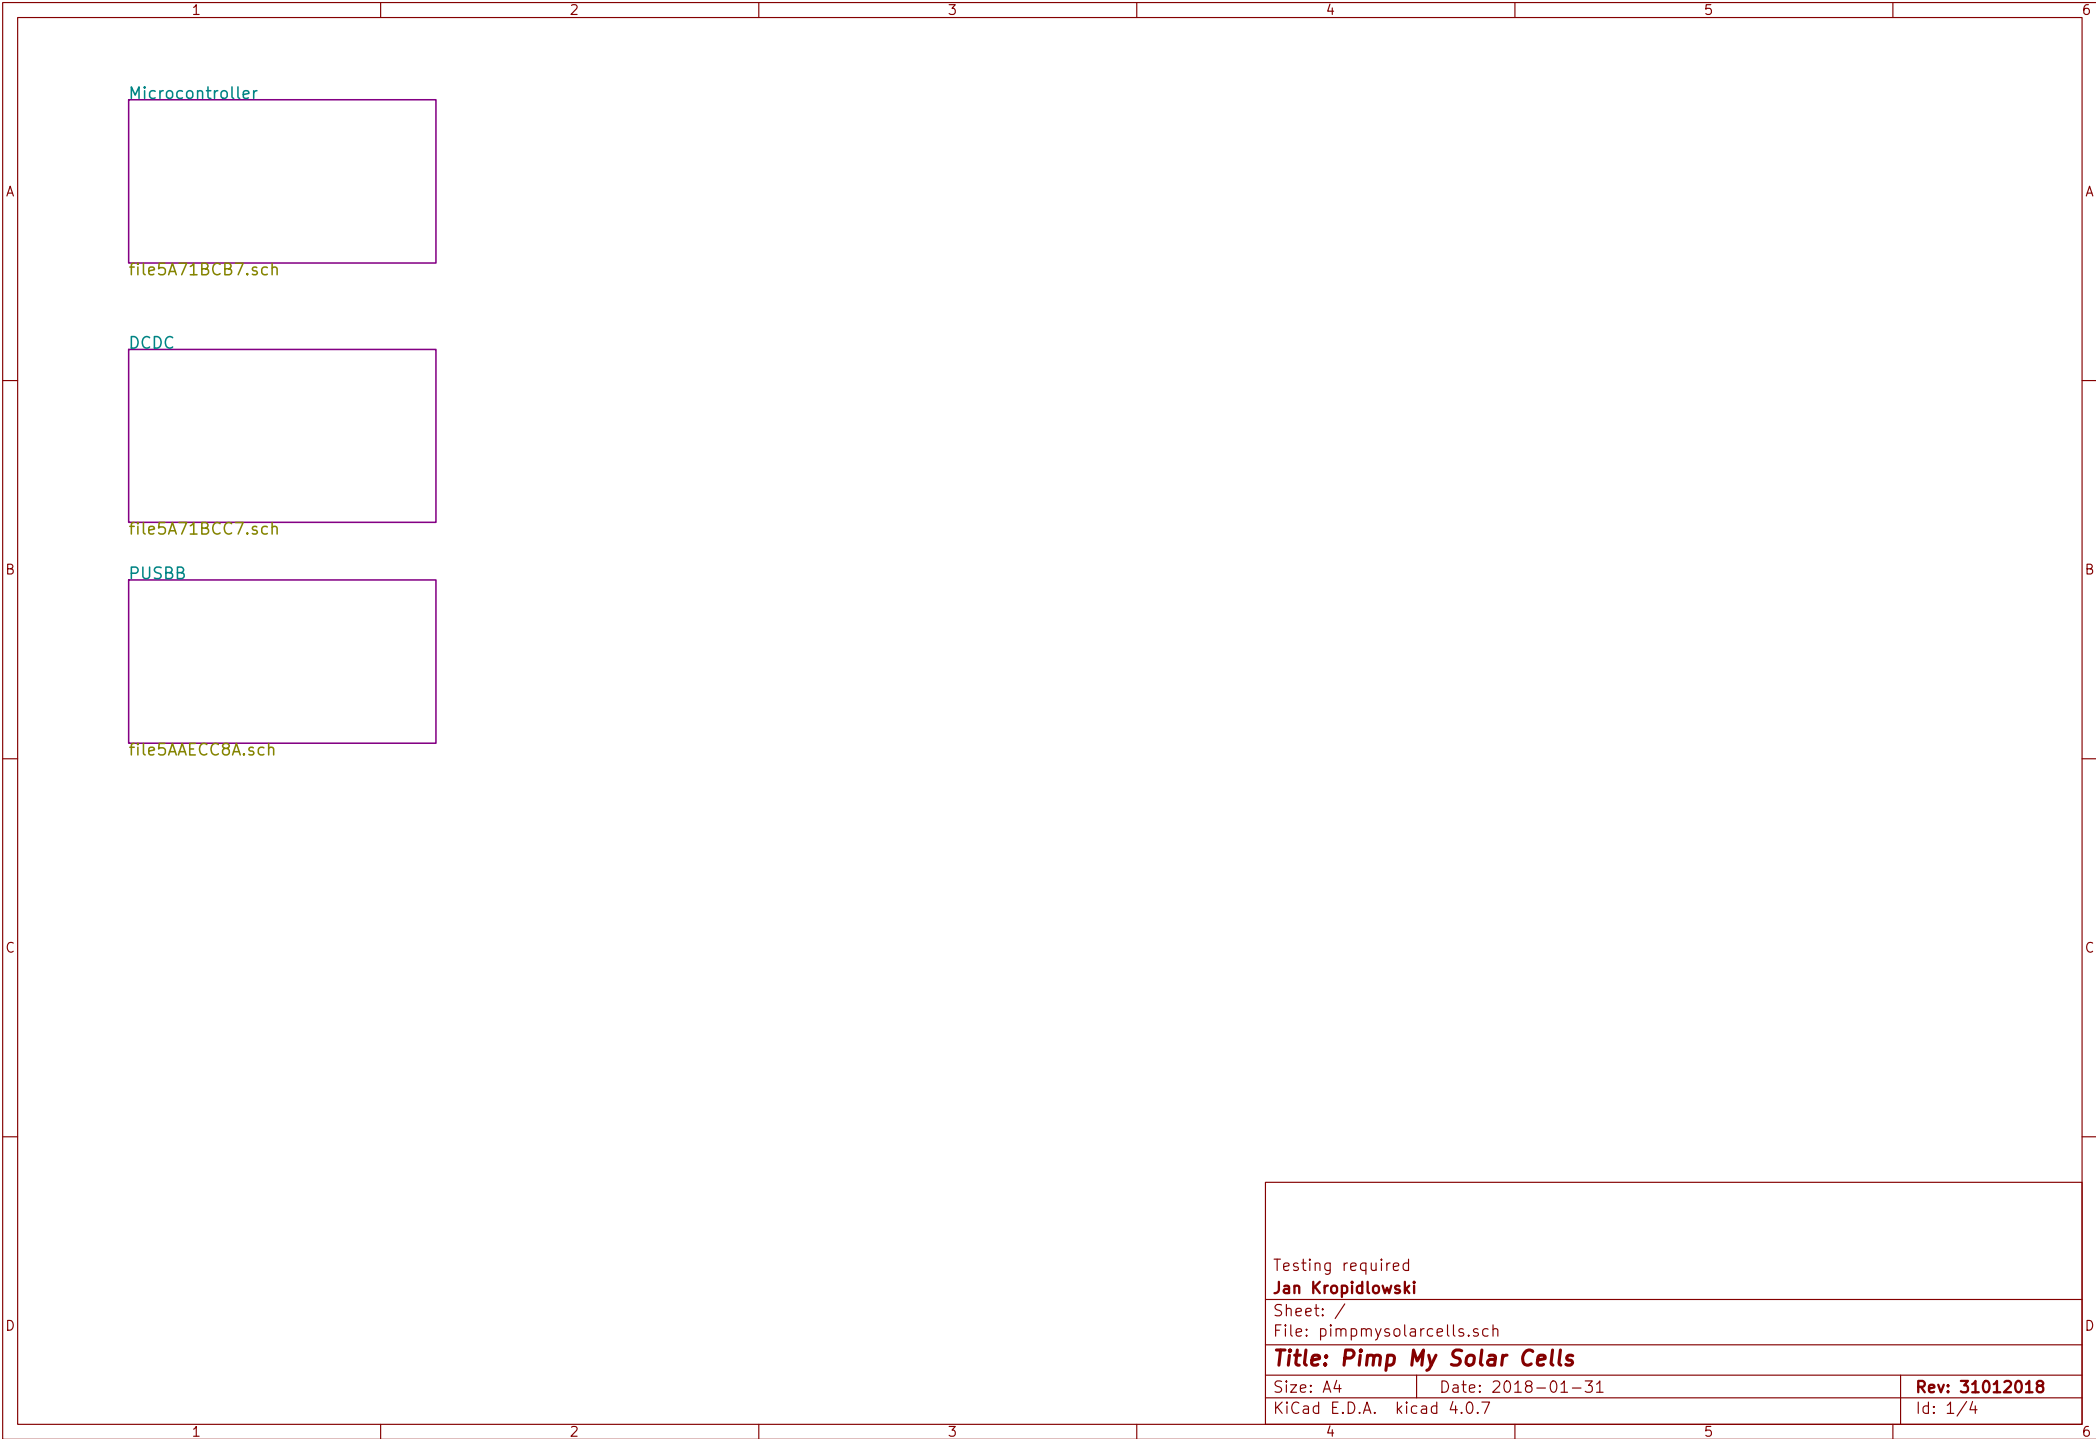 1 2 3 4 5 6
Microcontroller
A A
file5A71BCB7.sch
DCDC
file5A71BCC7.sch
B B
PUSBB
file5AAECC8A.sch
C C
Testing required
Jan Kropidlowski
Sheet: /
D D
File: pimpmysolarcells.sch
Title: Pimp My Solar Cells
Size: A4 Date: 2018-01-31 Rev: 31012018
KiCad E.D.A. kicad 4.0.7 Id: 1/4
1 2 3 4 5 6